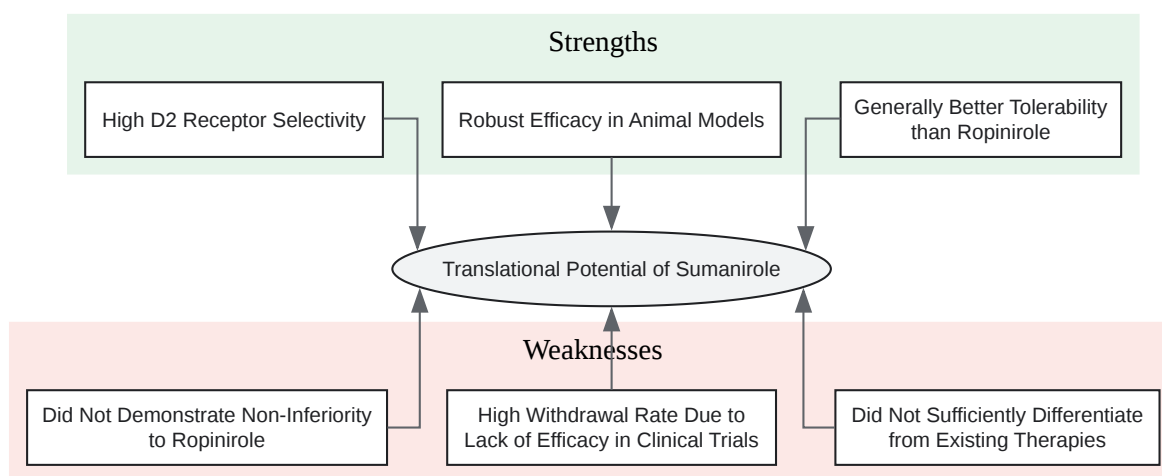 Strengths
High D2 Receptor Selectivity
Robust Efficacy in Animal Models
Generally Better Tolerability
than Ropinirole
Translational Potential of Sumanirole
Weaknesses
Did Not Demonstrate Non-Inferiority
to Ropinirole
High Withdrawal Rate Due to
Lack of Efficacy in Clinical Trials
Did Not Sufficiently Differentiate
from Existing Therapies